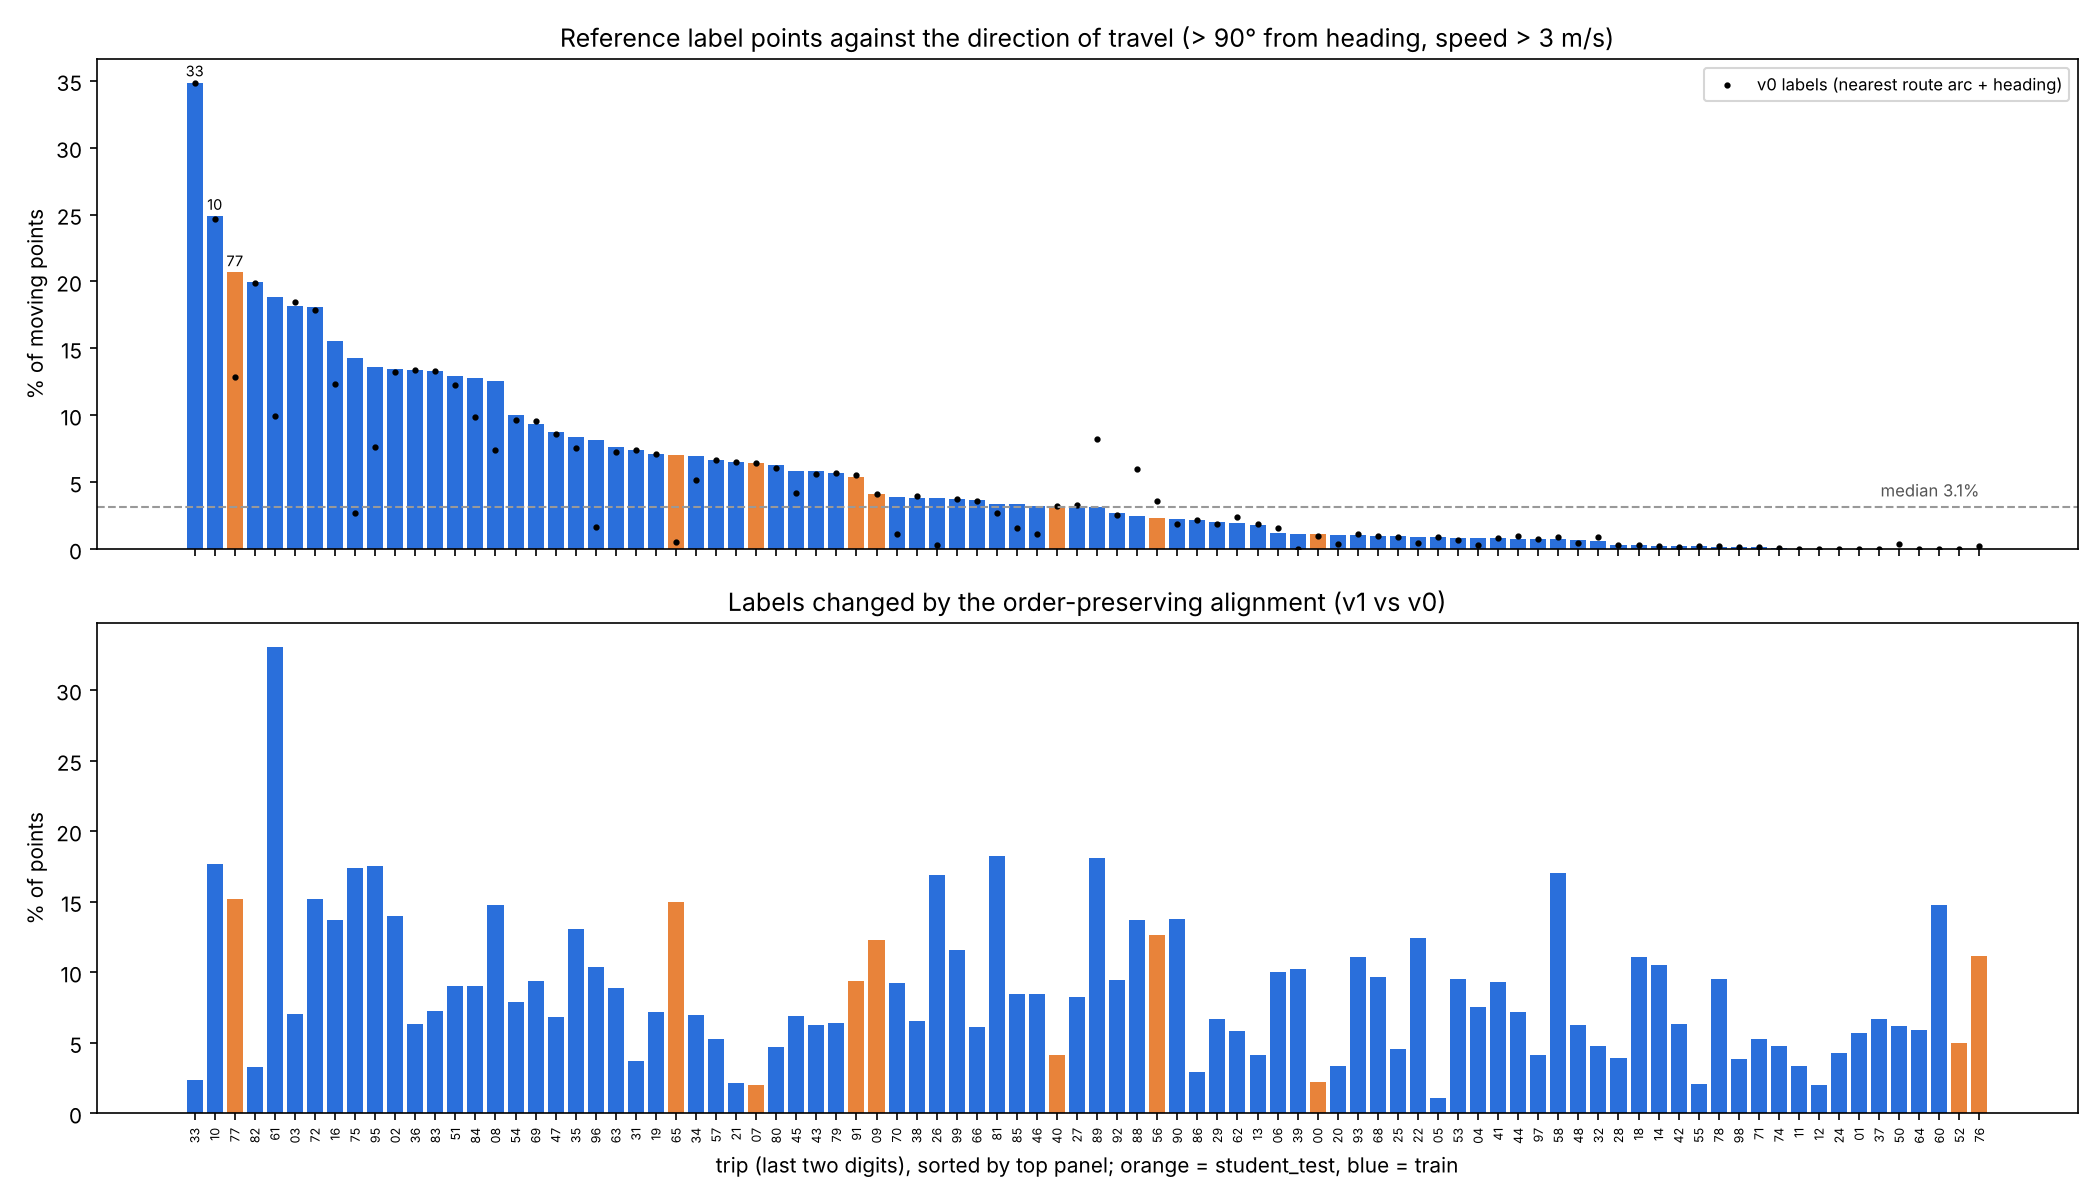 Reference label points against the direction of travel (> 90° from heading, speed > 3 m/s)
% of moving points
35
30
25
20
15
10
5
0
33
10
77
v0 labels (nearest route arc + heading)
median 3.1%
Labels changed by the order-preserving alignment (v1 vs v0)
% of points
30
25
20
15
10
5
0
33 10 77 82 61 03 72 16 75 95 02 36 83 51 84 08 54 69 47 35 96 63 31 19 65 34 57 21 07 80 45 43 79 91 09 70 38 26 99 66 81 85 46 40 27 89 92 88 56 90 86 29 62 13 06 39 00 20 93 68 25 22 05 53 04 41 44 97 58 48 32 28 18 14 42 55 78 98 71 74 11 12 24 01 37 50 64 60 52 76
trip (last two digits), sorted by top panel; orange = student_test, blue = train